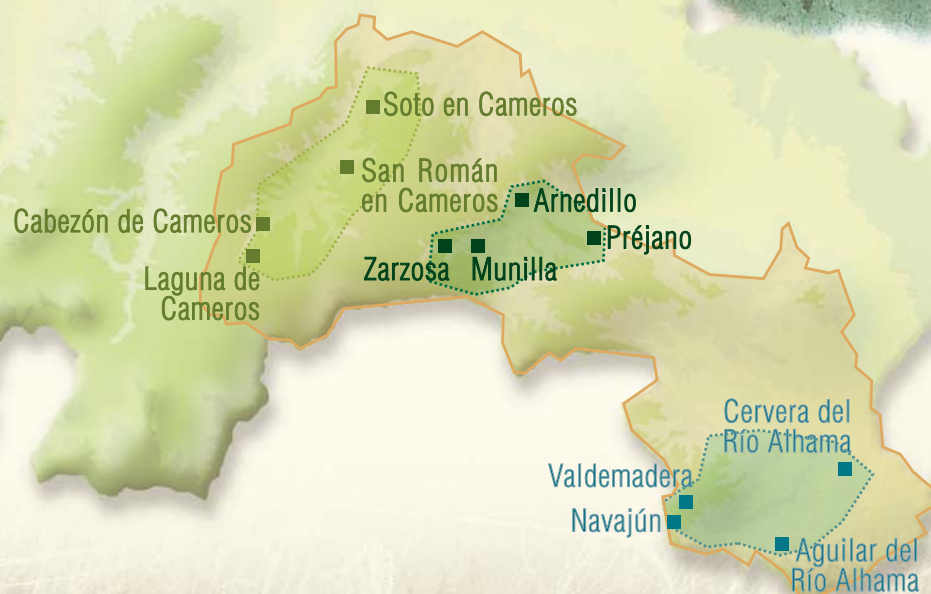 Soto en Cameros
San Román
en Cameros
Arnedillo
Cabezón de Cameros
Préjano
Zarzosa
Munilla
Laguna de
Cameros
Cervera del
Río Alhama
Valdemadera
Navajún
Aguilar del
Río Alhama